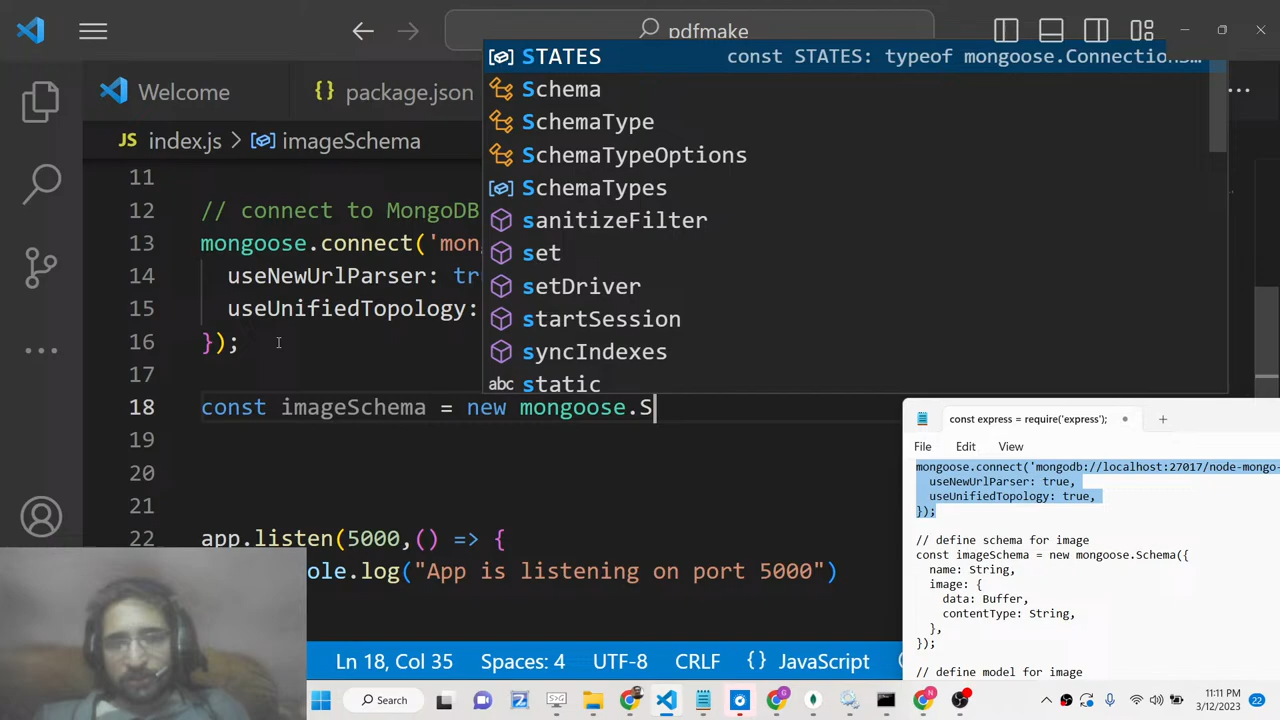 pdfmake
Welcome
{} package.json
JS index.js > imageSchema
STATES const STATES: typeof mongoose.Connection…
Schema
SchemaType
SchemaTypeOptions
SchemaTypes
sanitizeFilter
set
setDriver
startSession
syncIndexes
abc static
11
12 // connect to MongoDB
13 mongoose.connect('mon
14 useNewUrlParser: tru
15 useUnifiedTopology:
16 });
17
18 const imageSchema = new mongoose.S
19
20
21
22 app.listen(5000,() => {
ole.log("App is listening on port 5000")
const express = require('express');
File Edit View
mongoose.connect('mongodb://localhost:27017/node-mongo-
useNewUrlParser: true,
useUnifiedTopology: true,
});
// define schema for image
const imageSchema = new mongoose.Schema({
name: String,
image: {
data: Buffer,
contentType: String,
},
});
// define model for image
Ln 18, Col 35 Spaces: 4 UTF-8 CRLF {} JavaScript
Search
11:11 PM
3/12/2023
22